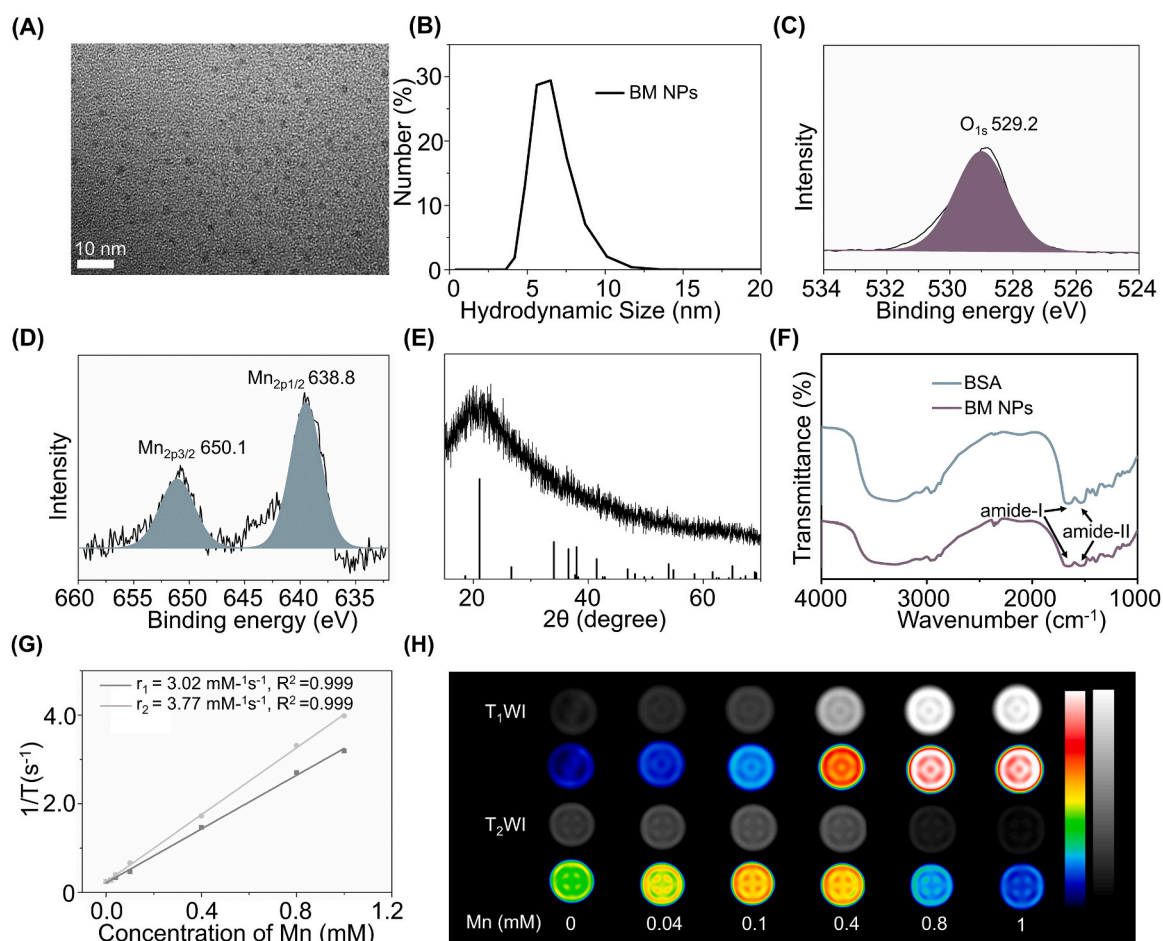 (A)
10 nm
(B)
Number (%)
30
20
10
0
BM NPs
0 5 10 15 20
Hydrodynamic Size (nm)
(C)
Intensity
O1s 529.2
534 532 530 528 526 524
Binding energy (eV)
(D)
Intensity
Mn2p1/2 638.8
Mn2p3/2 650.1
660 655 650 645 640 635
Binding energy (eV)
(E)
20 40 60
2θ (degree)
(F)
Transmittance (%)
BSA
BM NPs
amide-I
amide-II
4000 3000 2000 1000
Wavenumber (cm-1)
(G)
1/T(s-1)
r1 = 3.02 mM-1s-1, R2 =0.999
r2 = 3.77 mM-1s-1, R2 =0.999
4.0
2.0
0
0.0 0.4 0.8 1.2
Concentration of Mn (mM)
(H)
T1WI
T2WI
Mn (mM) 0 0.04 0.1 0.4 0.8 1